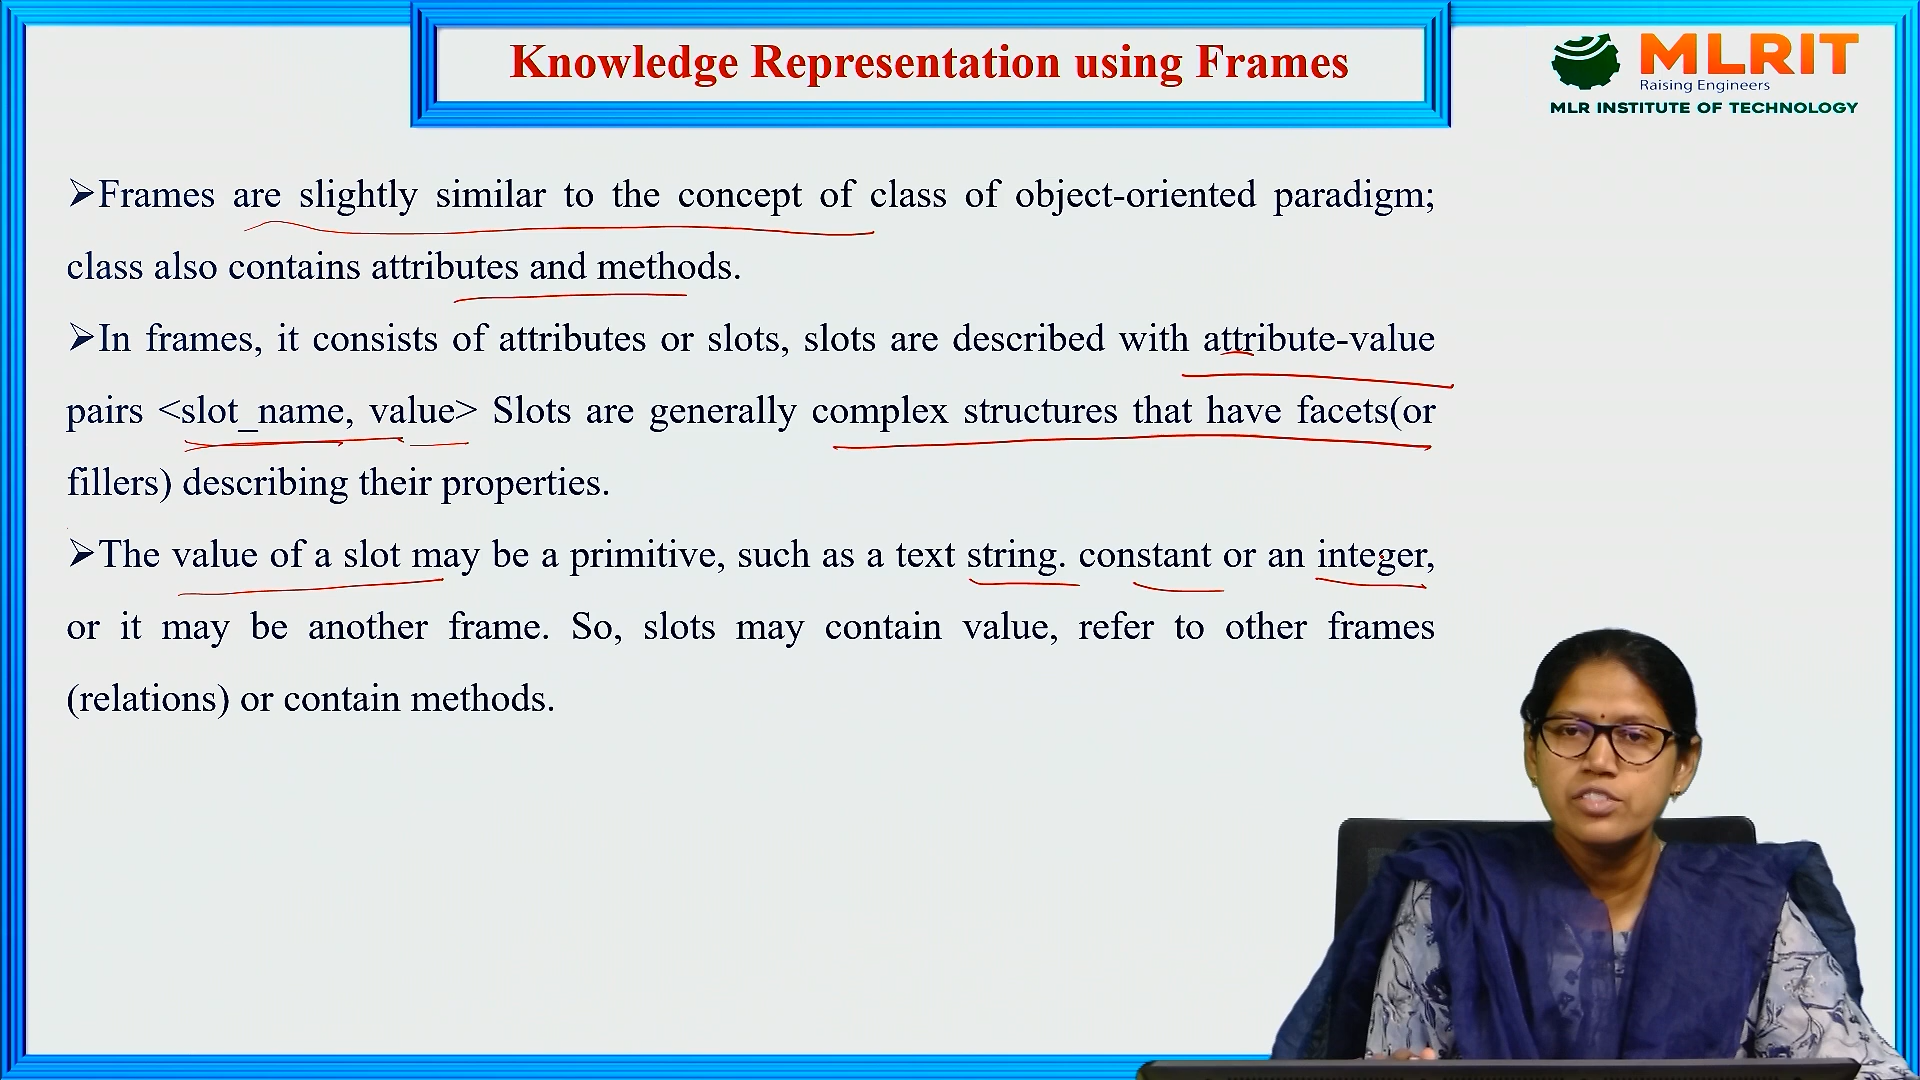 Knowledge Representation using Frames
MLRIT
Raising Engineers
MLR INSTITUTE OF TECHNOLOGY
➢Frames are slightly similar to the concept of class of object-oriented paradigm;
class also contains attributes and methods.
➢In frames, it consists of attributes or slots, slots are described with attribute-value
pairs <slot_name, value> Slots are generally complex structures that have facets(or
fillers) describing their properties.
➢The value of a slot may be a primitive, such as a text string. constant or an integer,
or it may be another frame. So, slots may contain value, refer to other frames
(relations) or contain methods.